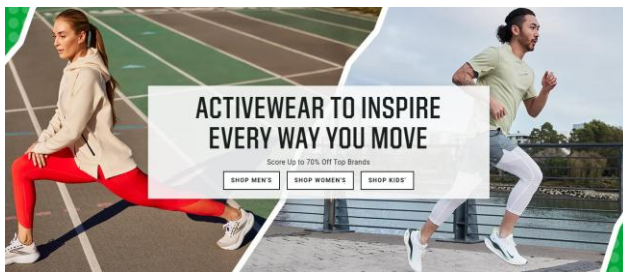 ACTIVEWEAR TO INSPIRE
EVERY WAY YOU MOVE
Score Up to 70% Off Top Brands
SHOP MEN'S SHOP WOMEN'S SHOP KIDS'